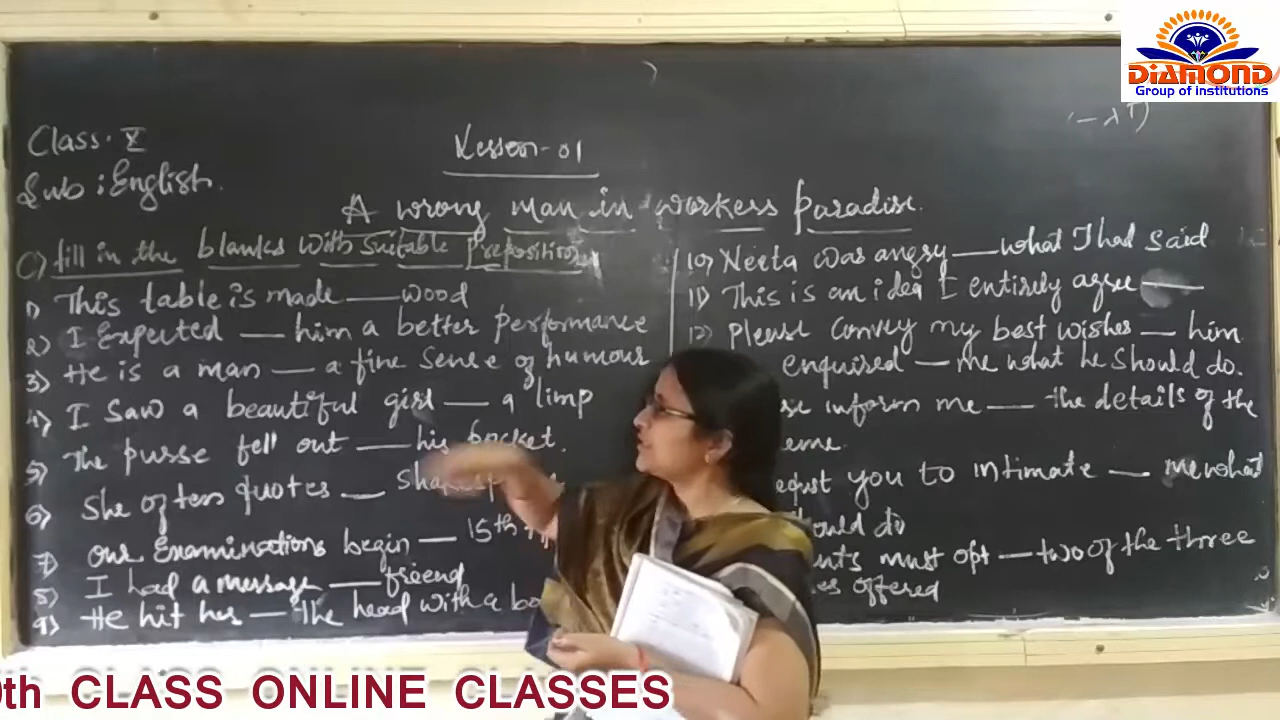 DiAMOND
Group of institutions
Class. X
Sub : English.
Lesson-01
A wrong man in workers paradise.
C) fill in the blanks with suitable Prepositions
1) This table is made — wood
2) I Expected — him a better performance
3) He is a man — a fine sense of humour
4) I Saw a beautiful girl — a limp
5) The purse fell out — his pocket.
6) She often quotes —
7) our Examinations begin — 15th
8) I had a message — friend
9) He hit her — the head with a
10) Neeta was angry — what I had said
11) This is an idea I entirely agree —
12) Please convey my best wishes — him
enquired — me what he should do.
inform me — the details of the
eme.
you to intimate — me what
should do
must opt — two of the three
offered
th CLASS ONLINE CLASSES